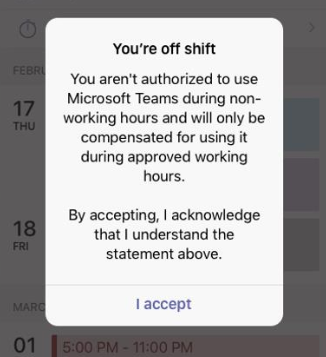 You're off shift
You aren't authorized to use
Microsoft Teams during non-
working hours and will only be
compensated for using it
during approved working
hours.
By accepting, I acknowledge
that I understand the
statement above.
I accept
FEBRU
17
THU
18
FRI
MARC
01
5:00 PM - 11:00 PM